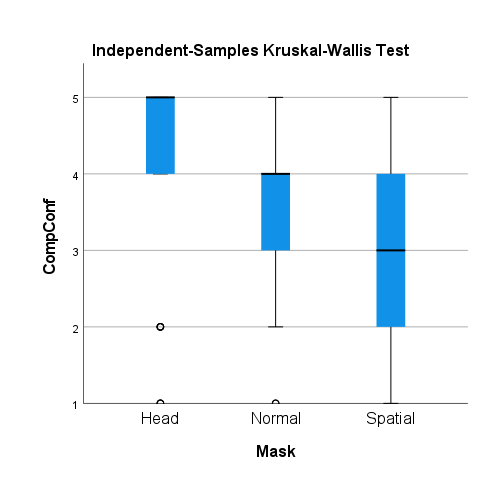 Independent-Samples Kruskal-Wallis Test
5
4
3
2
1
CompConf
Head Normal Spatial
Mask